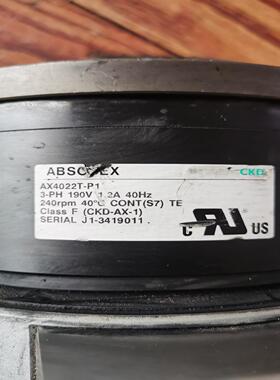 ABSODEX CKD
AX4022T-P1
3-PH 190V 1.2A 40Hz
240rpm 40°C CONT(S7) TE
Class F (CKD-AX-1)
SERIAL J1-3419011
c RU US